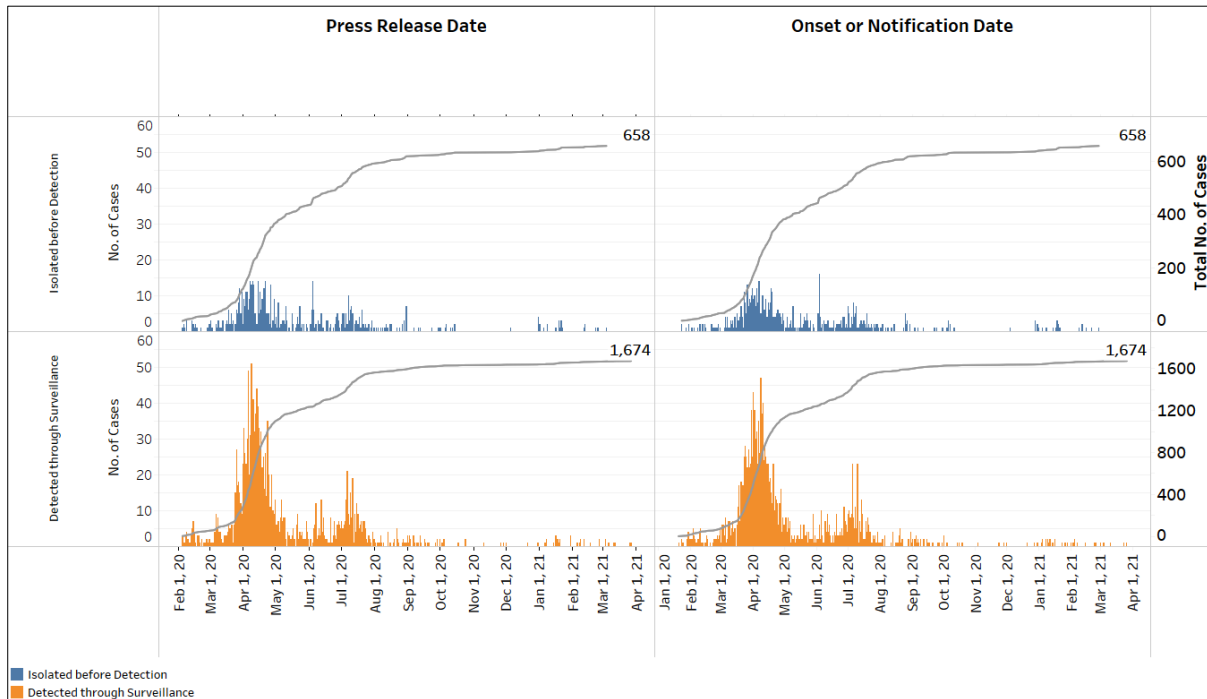 Press Release Date
Onset or Notification Date
Isolated before Detection
No. of Cases
60
50
40
30
20
10
0
658
658
600
400
200
0
Total No. of Cases
Detected through Surveillance
No. of Cases
60
50
40
30
20
10
0
1,674
1,674
1600
1200
800
400
0
Feb 1, 20
Mar 1, 20
Apr 1, 20
May 1, 20
Jun 1, 20
Jul 1, 20
Aug 1, 20
Sep 1, 20
Oct 1, 20
Nov 1, 20
Dec 1, 20
Jan 1, 21
Feb 1, 21
Mar 1, 21
Apr 1, 21
Jan 1, 20
Feb 1, 20
Mar 1, 20
Apr 1, 20
May 1, 20
Jun 1, 20
Jul 1, 20
Aug 1, 20
Sep 1, 20
Oct 1, 20
Nov 1, 20
Dec 1, 20
Jan 1, 21
Feb 1, 21
Mar 1, 21
Apr 1, 21
Isolated before Detection
Detected through Surveillance